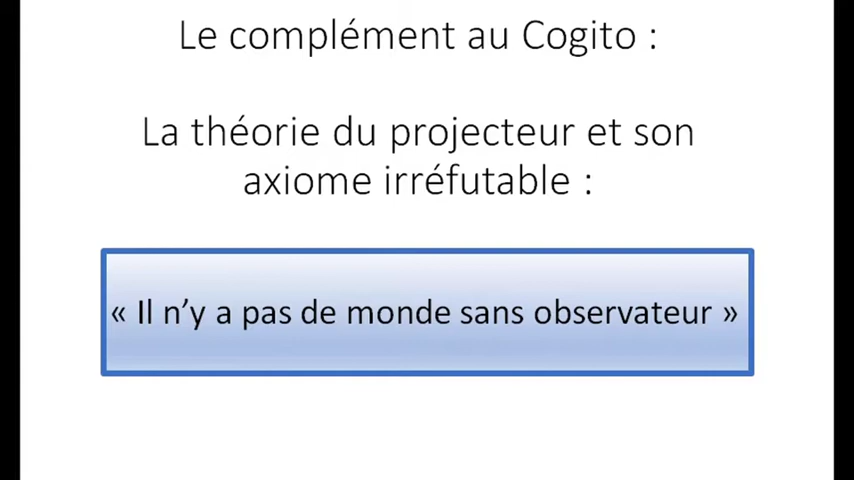 Le complément au Cogito :
La théorie du projecteur et son
axiome irréfutable :
« Il n’y a pas de monde sans observateur »